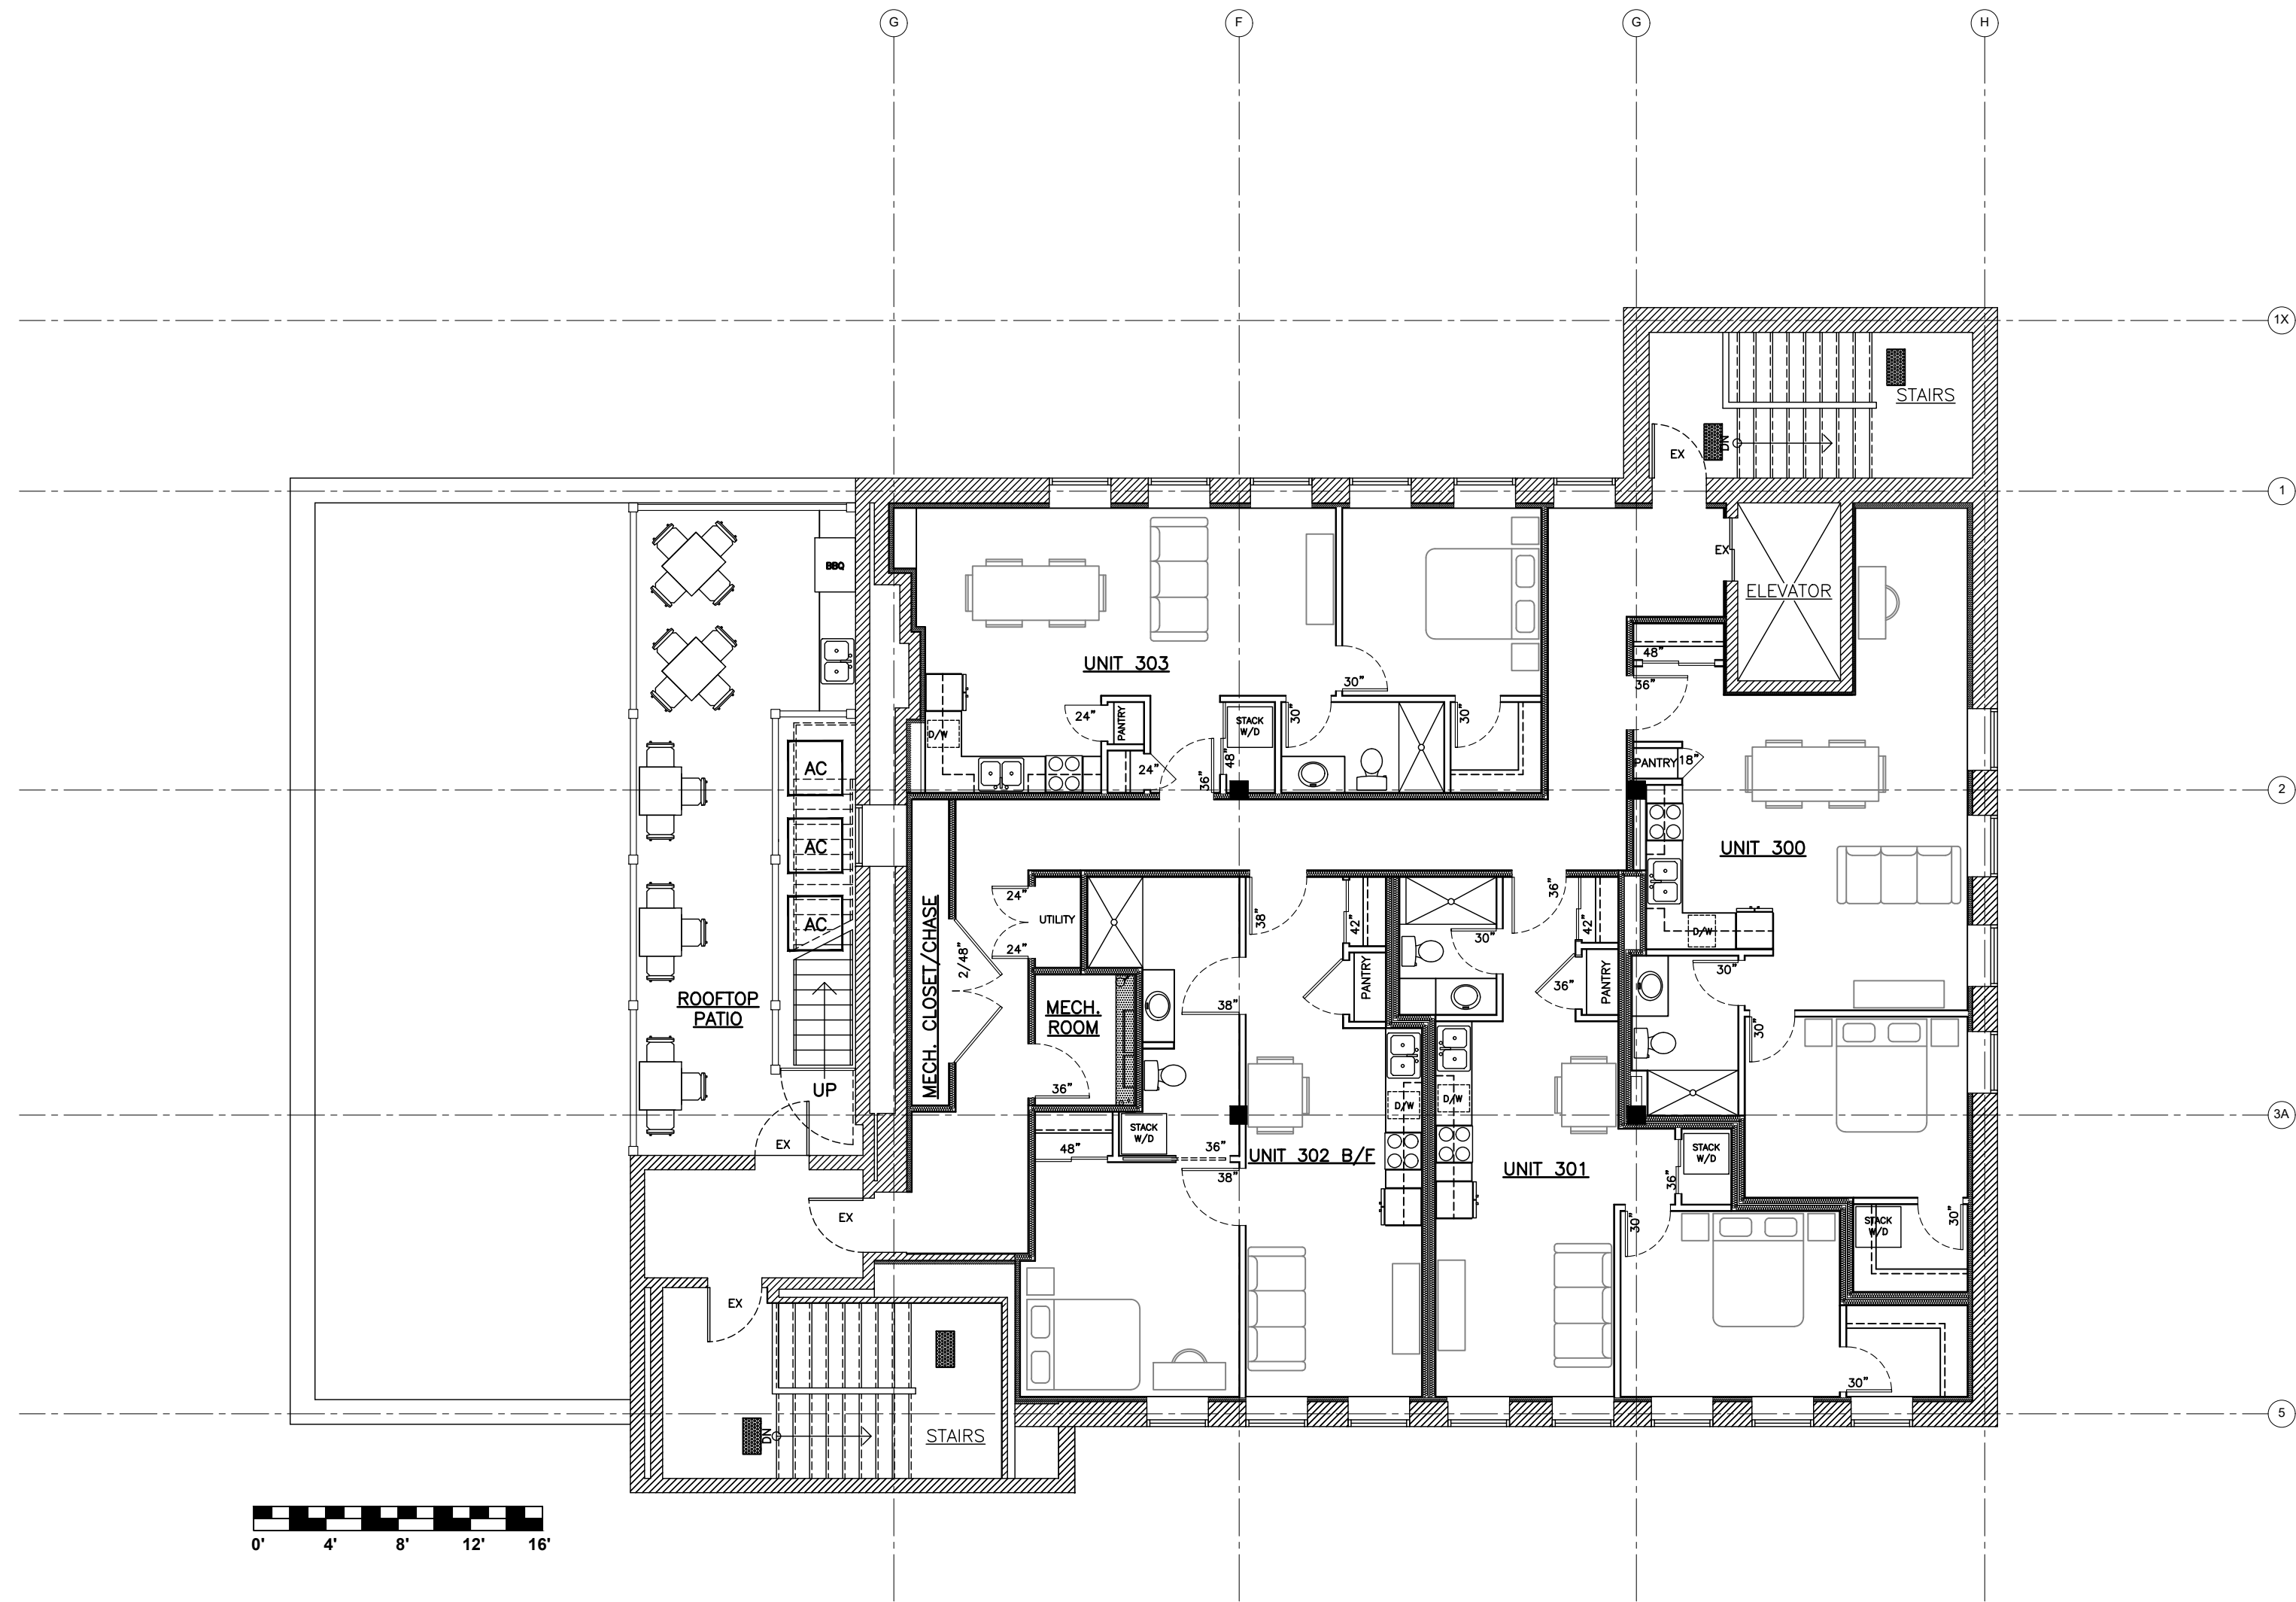 G
F
G
H
1X
STAIRS
DN
EX
1
EX
BBQ
ELEVATOR
48"
UNIT 303
30"
36"
24"
PANTRY
STACK
W/D
30"
30"
D/W
24"
36"
48"
PANTRY
18"
AC
2
AC
UNIT 300
24"
UTILITY
24"
AC
38"
42"
36"
42"
D/W
2/48"
30"
MECH. CLOSET/CHASE
ROOFTOP
PATIO
MECH.
ROOM
38"
PANTRY
36"
PANTRY
30"
30"
UP
36"
D/W
D/W
3A
EX
STACK
W/D
48"
36"
38"
UNIT 302 B/F
UNIT 301
STACK
W/D
36"
EX
30"
STACK
W/D
30"
EX
30"
DN
STAIRS
5
0' 4' 8' 12' 16'